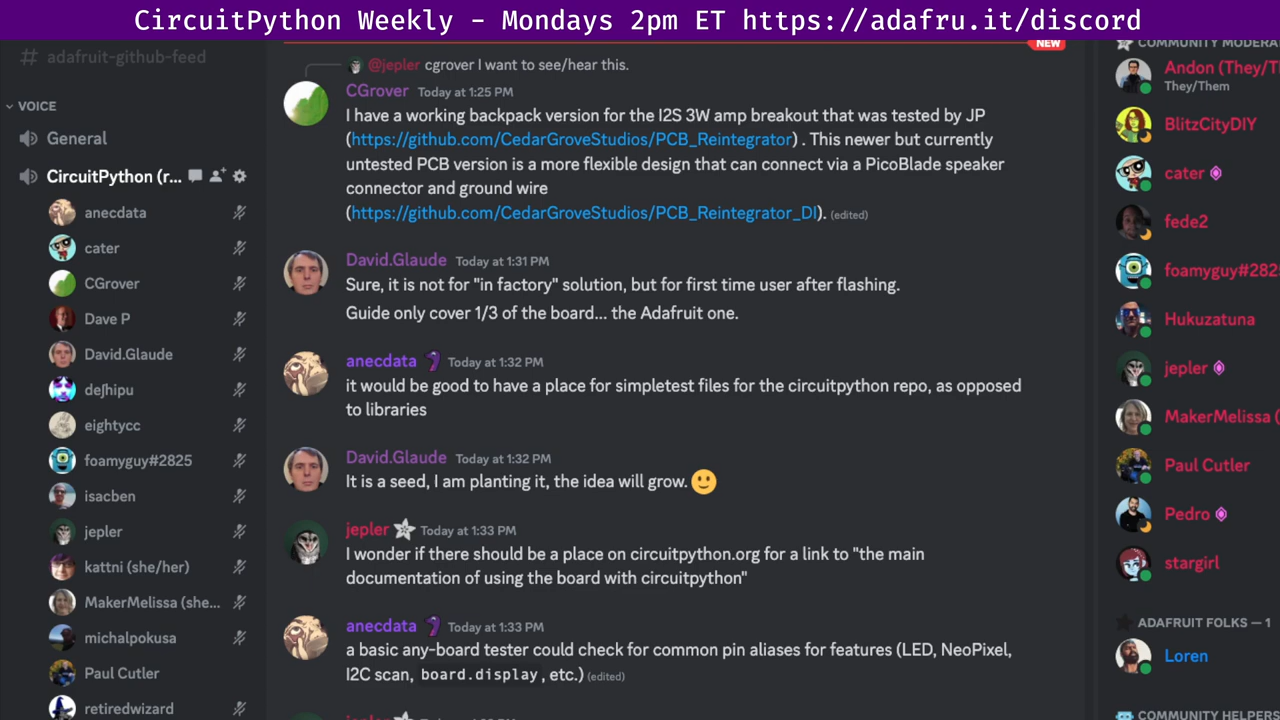 CircuitPython Weekly - Mondays 2pm ET https://adafru.it/discord
# adafruit-github-feed
VOICE
General
CircuitPython (r...
anecdata
cater
CGrover
Dave P
David.Glaude
deʃhipu
eightycc
foamyguy#2825
isacben
jepler
kattni (she/her)
MakerMelissa (she...
michalpokusa
Paul Cutler
retiredwizard
NEW
@jepler cgrover I want to see/hear this.
CGrover Today at 1:25 PM
I have a working backpack version for the I2S 3W amp breakout that was tested by JP
(https://github.com/CedarGroveStudios/PCB_Reintegrator) . This newer but currently
untested PCB version is a more flexible design that can connect via a PicoBlade speaker
connector and ground wire
(https://github.com/CedarGroveStudios/PCB_Reintegrator_DI). (edited)
David.Glaude Today at 1:31 PM
Sure, it is not for "in factory" solution, but for first time user after flashing.
Guide only cover 1/3 of the board... the Adafruit one.
anecdata Today at 1:32 PM
it would be good to have a place for simpletest files for the circuitpython repo, as opposed
to libraries
David.Glaude Today at 1:32 PM
It is a seed, I am planting it, the idea will grow.
jepler Today at 1:33 PM
I wonder if there should be a place on circuitpython.org for a link to "the main
documentation of using the board with circuitpython"
anecdata Today at 1:33 PM
a basic any-board tester could check for common pin aliases for features (LED, NeoPixel,
I2C scan, board.display, etc.) (edited)
COMMUNITY MODERA
Andon (They/T
They/Them
BlitzCityDIY
cater
fede2
foamyguy#2825
Hukuzatuna
jepler
MakerMelissa (
Paul Cutler
Pedro
stargirl
ADAFRUIT FOLKS — 1
Loren
COMMUNITY HELPERS